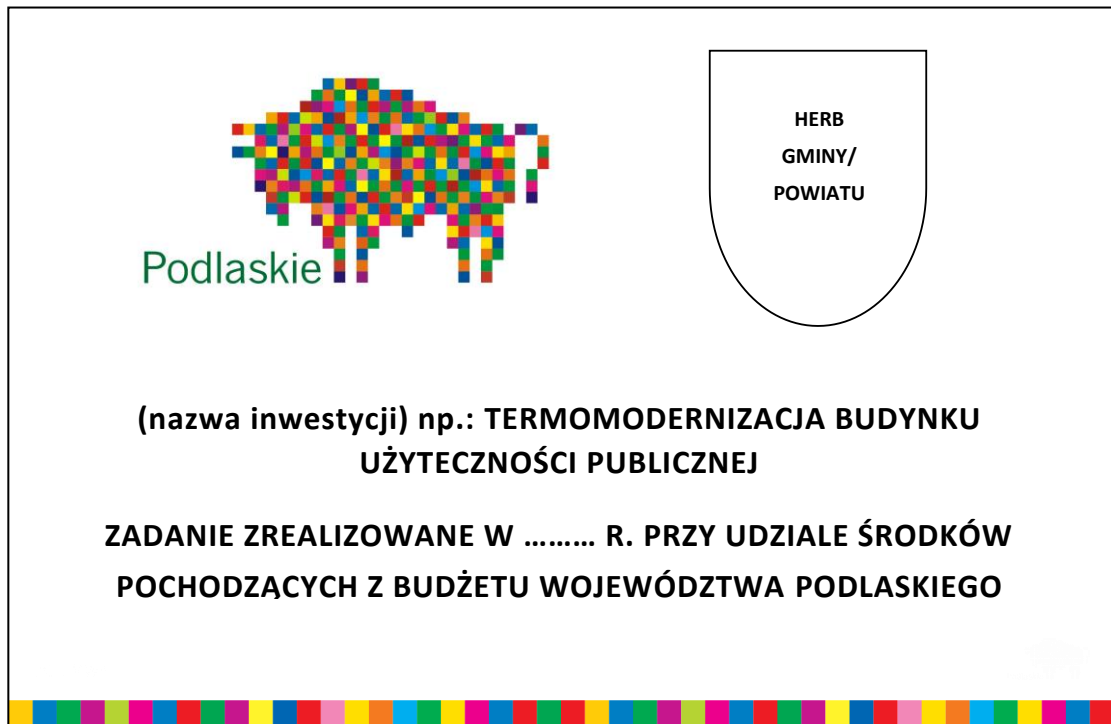 Podlaskie
HERB
GMINY/
POWIATU
(nazwa inwestycji) np.: TERMOMODERNIZACJA BUDYNKU
UŻYTECZNOŚCI PUBLICZNEJ
ZADANIE ZREALIZOWANE W ……… R. PRZY UDZIALE ŚRODKÓW
POCHODZĄCYCH Z BUDŻETU WOJEWÓDZTWA PODLASKIEGO